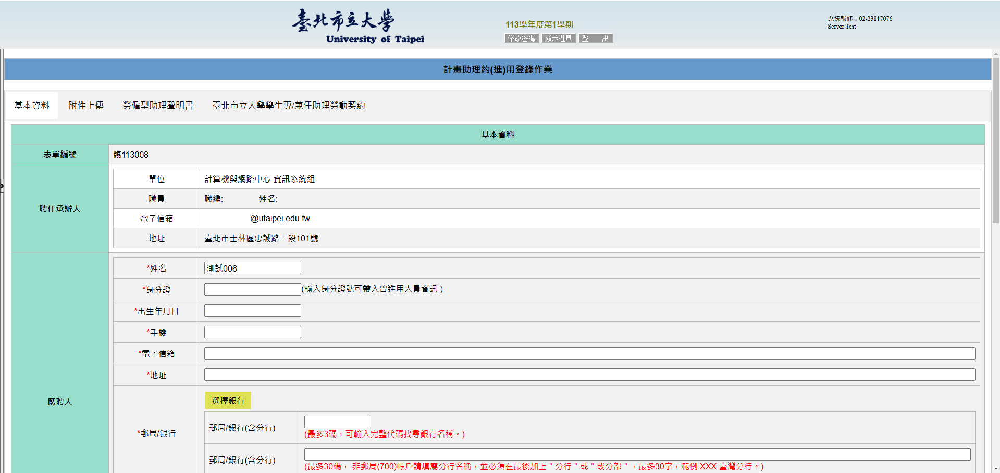 臺北市立大學
University of Taipei
113學年度第1學期
修改密碼 顯示選單 登 出
系統報修：02-23817076
Server Test
計畫助理約(進)用登錄作業
基本資料 附件上傳 勞僱型助理聲明書 臺北市立大學學生專/兼任助理勞動契約
基本資料
表單編號 臨113008
聘任承辦人
單位 計算機與網路中心 資訊系統組
職員 職編: 姓名:
電子信箱 @utaipei.edu.tw
地址 臺北市士林區忠誠路二段101號
應聘人
*姓名 測試006
*身分證 (輸入身分證號可帶入曾進用人員資訊 )
*出生年月日
*手機
*電子信箱
*地址
*郵局/銀行
選擇銀行
郵局/銀行(含分行)
(最多3碼，可輸入完整代碼找尋銀行名稱。)
郵局/銀行(含分行)
(最多30碼， 非郵局(700)帳戶請填寫分行名稱，並必須在最後加上 " 分行 " 或 " 或分部 " ，最多30字，範例:XXX 臺灣分行。)